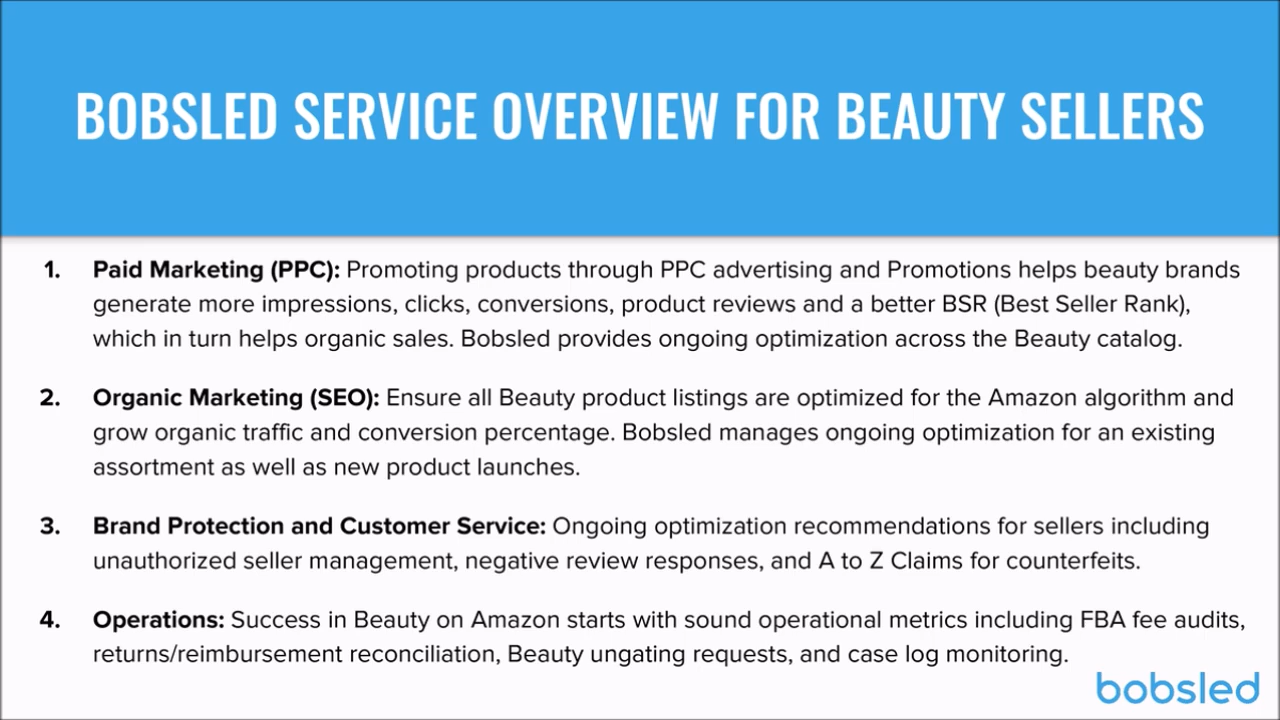 BOBSLED SERVICE OVERVIEW FOR BEAUTY SELLERS
1. Paid Marketing (PPC): Promoting products through PPC advertising and Promotions helps beauty brands
generate more impressions, clicks, conversions, product reviews and a better BSR (Best Seller Rank),
which in turn helps organic sales. Bobsled provides ongoing optimization across the Beauty catalog.
2. Organic Marketing (SEO): Ensure all Beauty product listings are optimized for the Amazon algorithm and
grow organic traffic and conversion percentage. Bobsled manages ongoing optimization for an existing
assortment as well as new product launches.
3. Brand Protection and Customer Service: Ongoing optimization recommendations for sellers including
unauthorized seller management, negative review responses, and A to Z Claims for counterfeits.
4. Operations: Success in Beauty on Amazon starts with sound operational metrics including FBA fee audits,
returns/reimbursement reconciliation, Beauty ungating requests, and case log monitoring.
bobsled